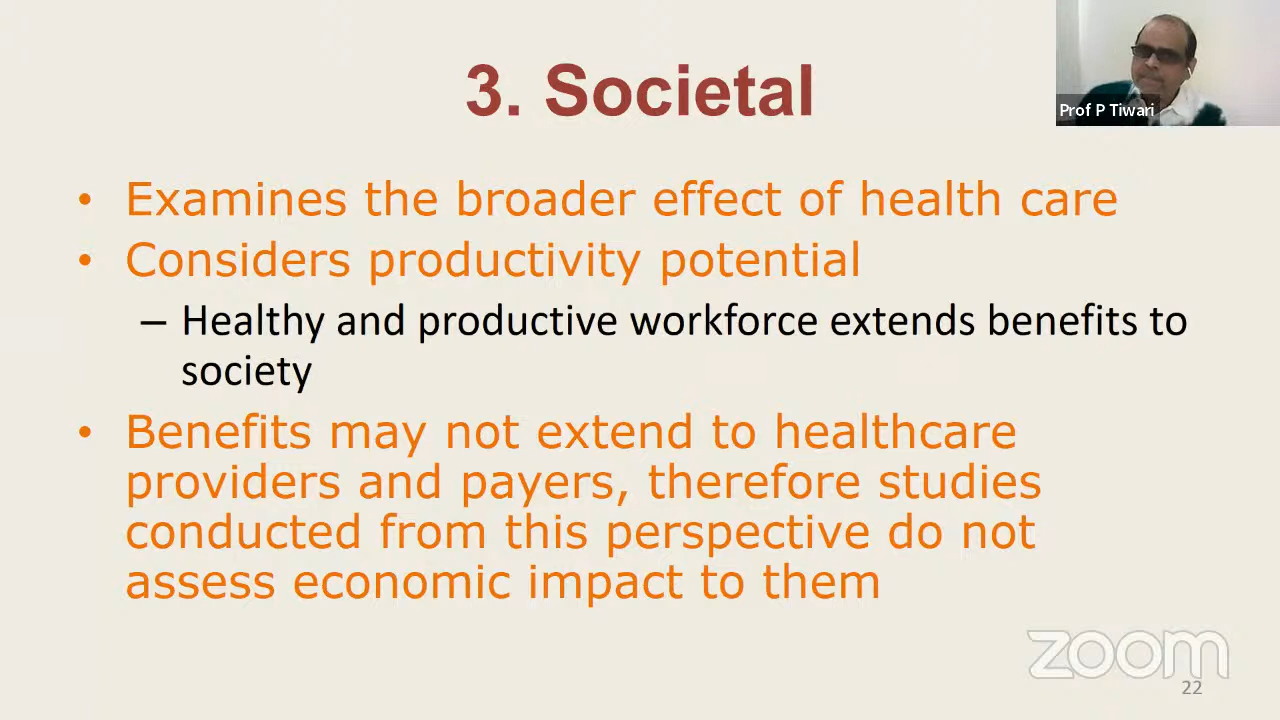 3. Societal
Prof P Tiwari
• Examines the broader effect of health care
• Considers productivity potential
– Healthy and productive workforce extends benefits to
society
• Benefits may not extend to healthcare
providers and payers, therefore studies
conducted from this perspective do not
assess economic impact to them
zoom
22